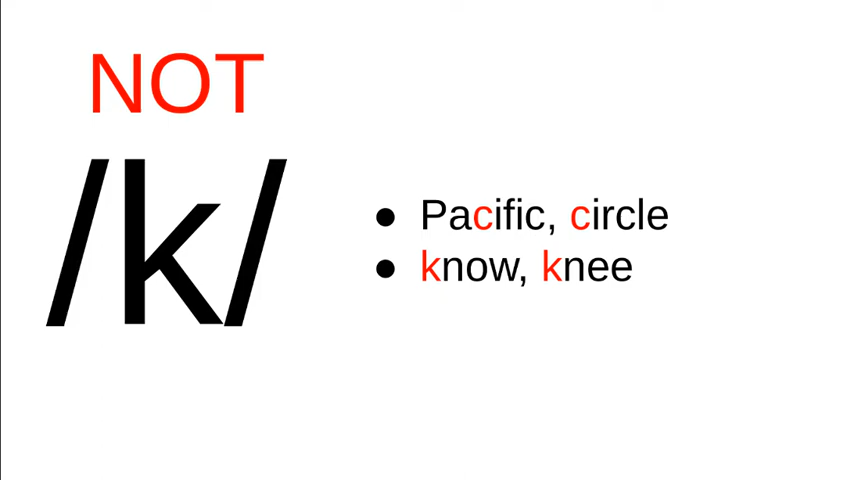 NOT
/k/
● Pacific, circle
● know, knee